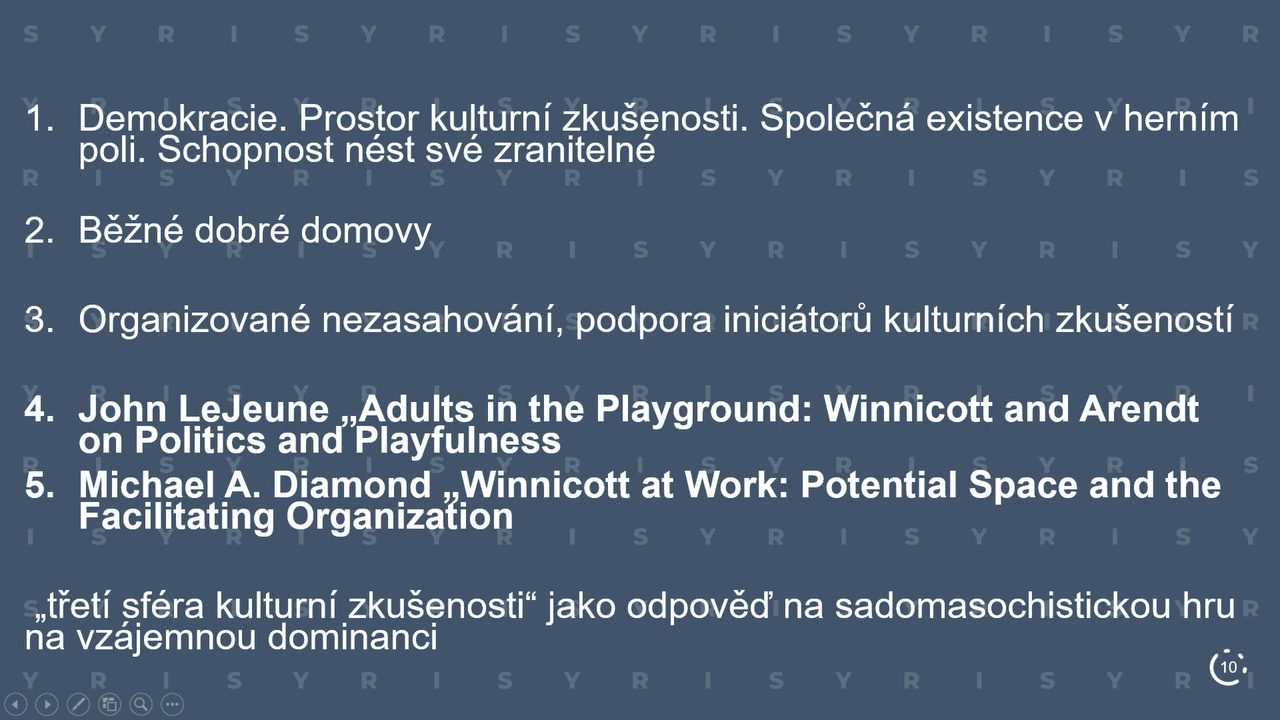 S Y R I S Y R I S Y R I S Y R I S Y R
1. Demokracie. Prostor kulturní zkušenosti. Společná existence v herním
poli. Schopnost nést své zranitelné
2. Běžné dobré domovy
3. Organizované nezasahování, podpora iniciátorů kulturních zkušeností
4. John LeJeune „Adults in the Playground: Winnicott and Arendt
on Politics and Playfulness
5. Michael A. Diamond „Winnicott at Work: Potential Space and the
Facilitating Organization
„třetí sféra kulturní zkušenosti“ jako odpověď na sadomasochistickou hru
na vzájemnou dominanci
10